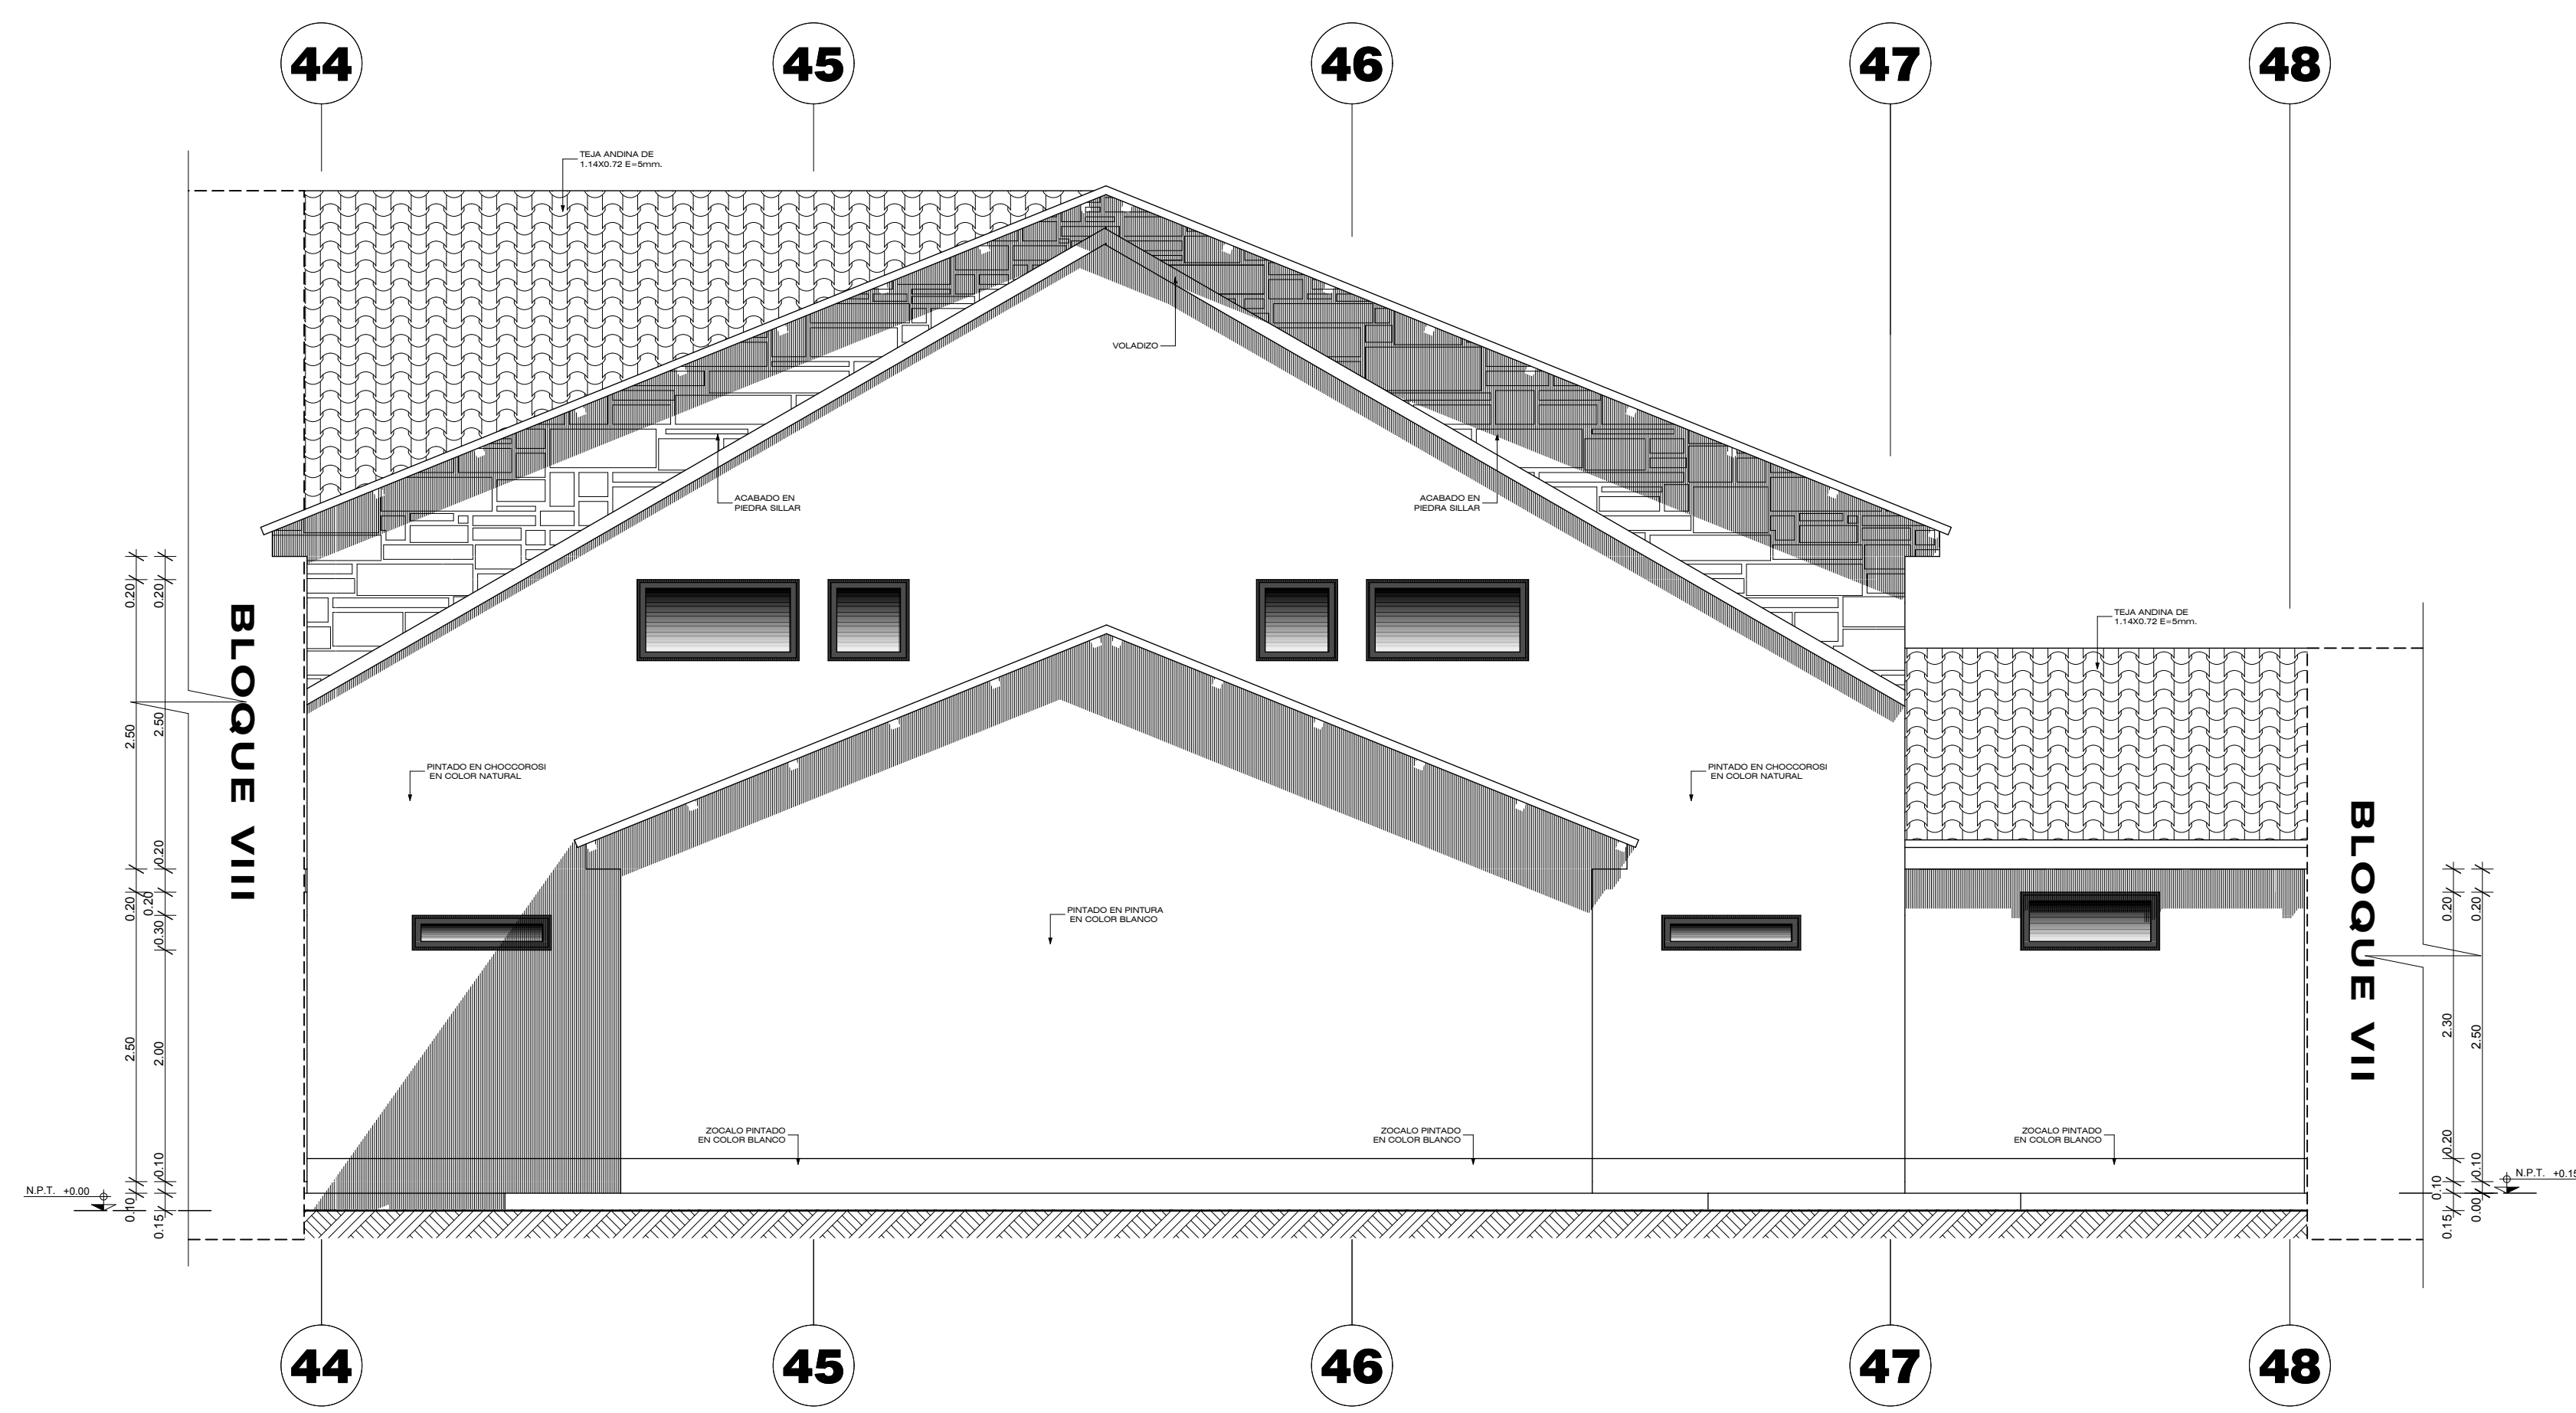 44 45 46 47 48
TEJA ANDINA DE
1.14X0.72 E=5mm.
VOLADIZO
ACABADO EN
PIEDRA SILLAR
ACABADO EN
PIEDRA SILLAR
TEJA ANDINA DE
1.14X0.72 E=5mm.
BLOQUE VIII
PINTADO EN CHOCCOROSI
EN COLOR NATURAL
PINTADO EN CHOCCOROSI
EN COLOR NATURAL
BLOQUE VII
PINTADO EN PINTURA
EN COLOR BLANCO
ZOCALO PINTADO
EN COLOR BLANCO
ZOCALO PINTADO
EN COLOR BLANCO
ZOCALO PINTADO
EN COLOR BLANCO
0.20
2.50
0.20
2.50
0.10
0.20
2.50
0.20
0.20
0.30
2.00
0.10
0.15
N.P.T. +0.00
0.20
2.30
0.20
0.10
0.15
0.20
2.50
0.10
0.00
N.P.T. +0.15
44 45 46 47 48